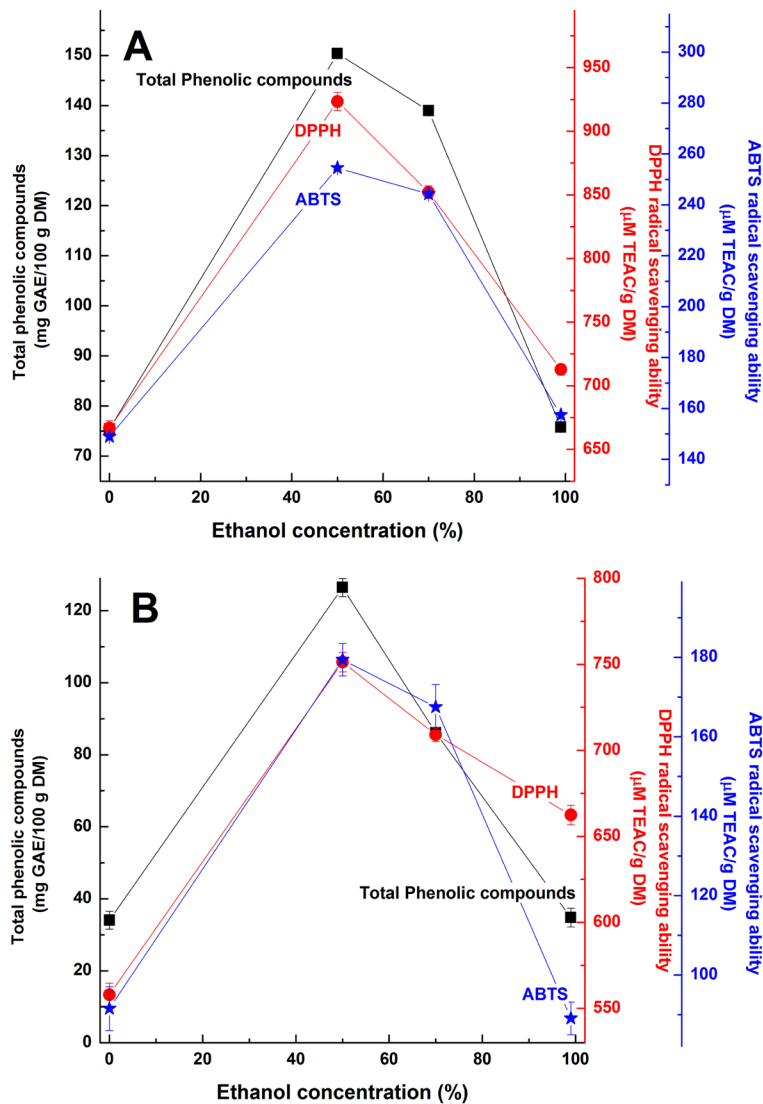 A
Total Phenolic compounds
DPPH
ABTS
150
140
130
120
110
100
90
80
70
Total phenolic compounds
(mg GAE/100 g DM)
0 20 40 60 80 100
Ethanol concentration (%)
950
900
850
800
750
700
650
DPPH radical scavenging ability
(μM TEAC/g DM)
300
280
260
240
220
200
180
160
140
ABTS radical scavenging ability
(μM TEAC/g DM)
B
DPPH
Total Phenolic compounds
ABTS
120
100
80
60
40
20
0
Total phenolic compounds
(mg GAE/100 g DM)
0 20 40 60 80 100
Ethanol concentration (%)
800
750
700
650
600
550
DPPH radical scavenging ability
(μM TEAC/g DM)
180
160
140
120
100
ABTS radical scavenging ability
(μM TEAC/g DM)